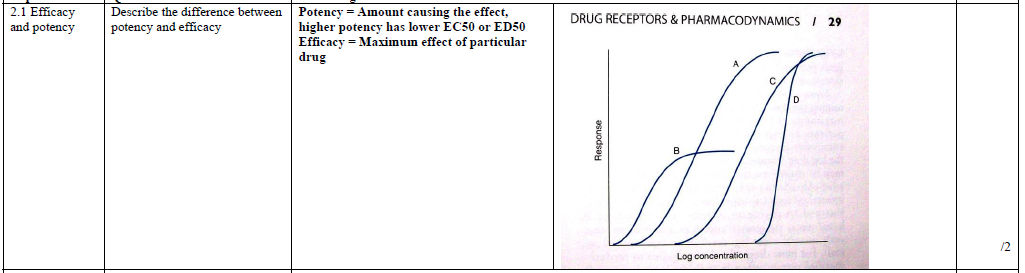 2.1 Efficacy
and potency
Describe the difference between
potency and efficacy
Potency = Amount causing the effect,
higher potency has lower EC50 or ED50
Efficacy = Maximum effect of particular
drug
DRUG RECEPTORS & PHARMACODYNAMICS / 29
A
C
D
B
Response
Log concentration
/2